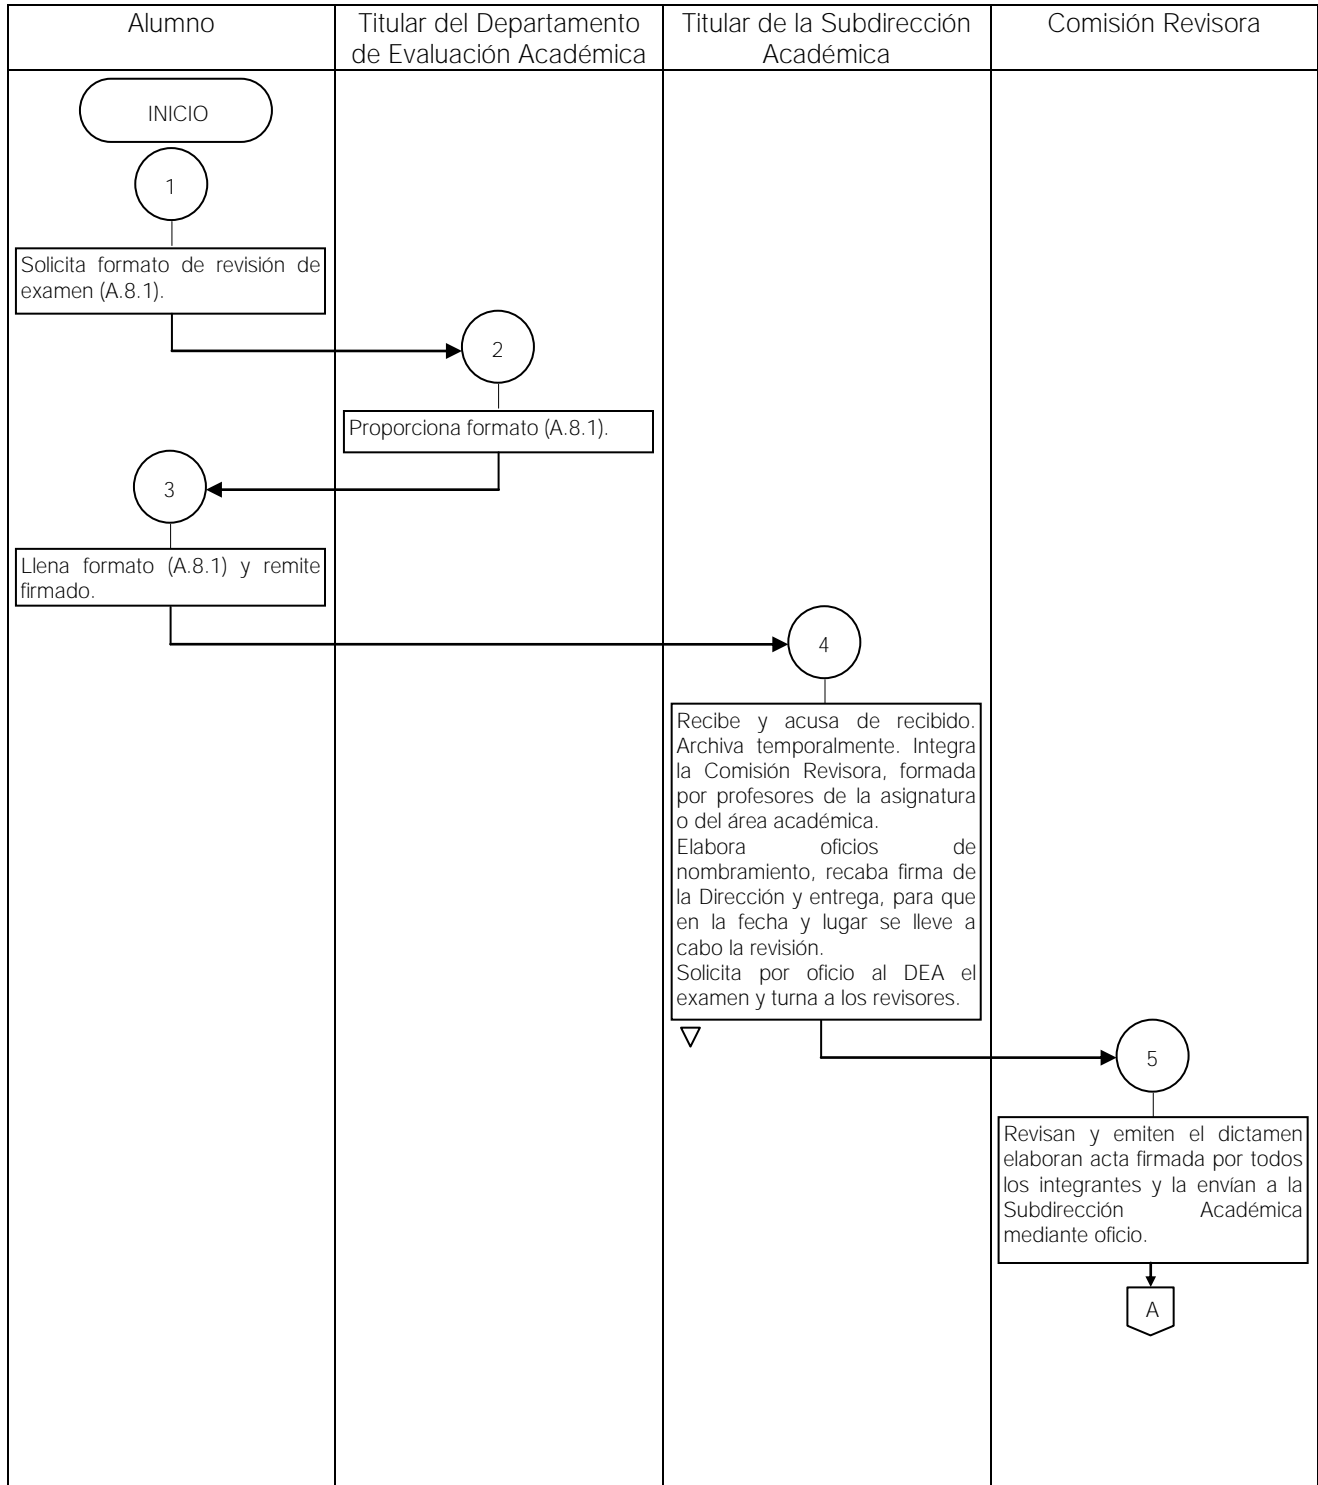 Alumno
Titular del Departamento
de Evaluación Académica
Titular de la Subdirección
Académica
Comisión Revisora
INICIO
1
Solicita formato de revisión de
examen (A.8.1).
2
Proporciona formato (A.8.1).
3
Llena formato (A.8.1) y remite
firmado.
4
Recibe y acusa de recibido.
Archiva temporalmente. Integra
la Comisión Revisora, formada
por profesores de la asignatura
o del área académica.
Elabora oficios de
nombramiento, recaba firma de
la Dirección y entrega, para que
en la fecha y lugar se lleve a
cabo la revisión.
Solicita por oficio al DEA el
examen y turna a los revisores.
5
Revisan y emiten el dictamen
elaboran acta firmada por todos
los integrantes y la envían a la
Subdirección Académica
mediante oficio.
A